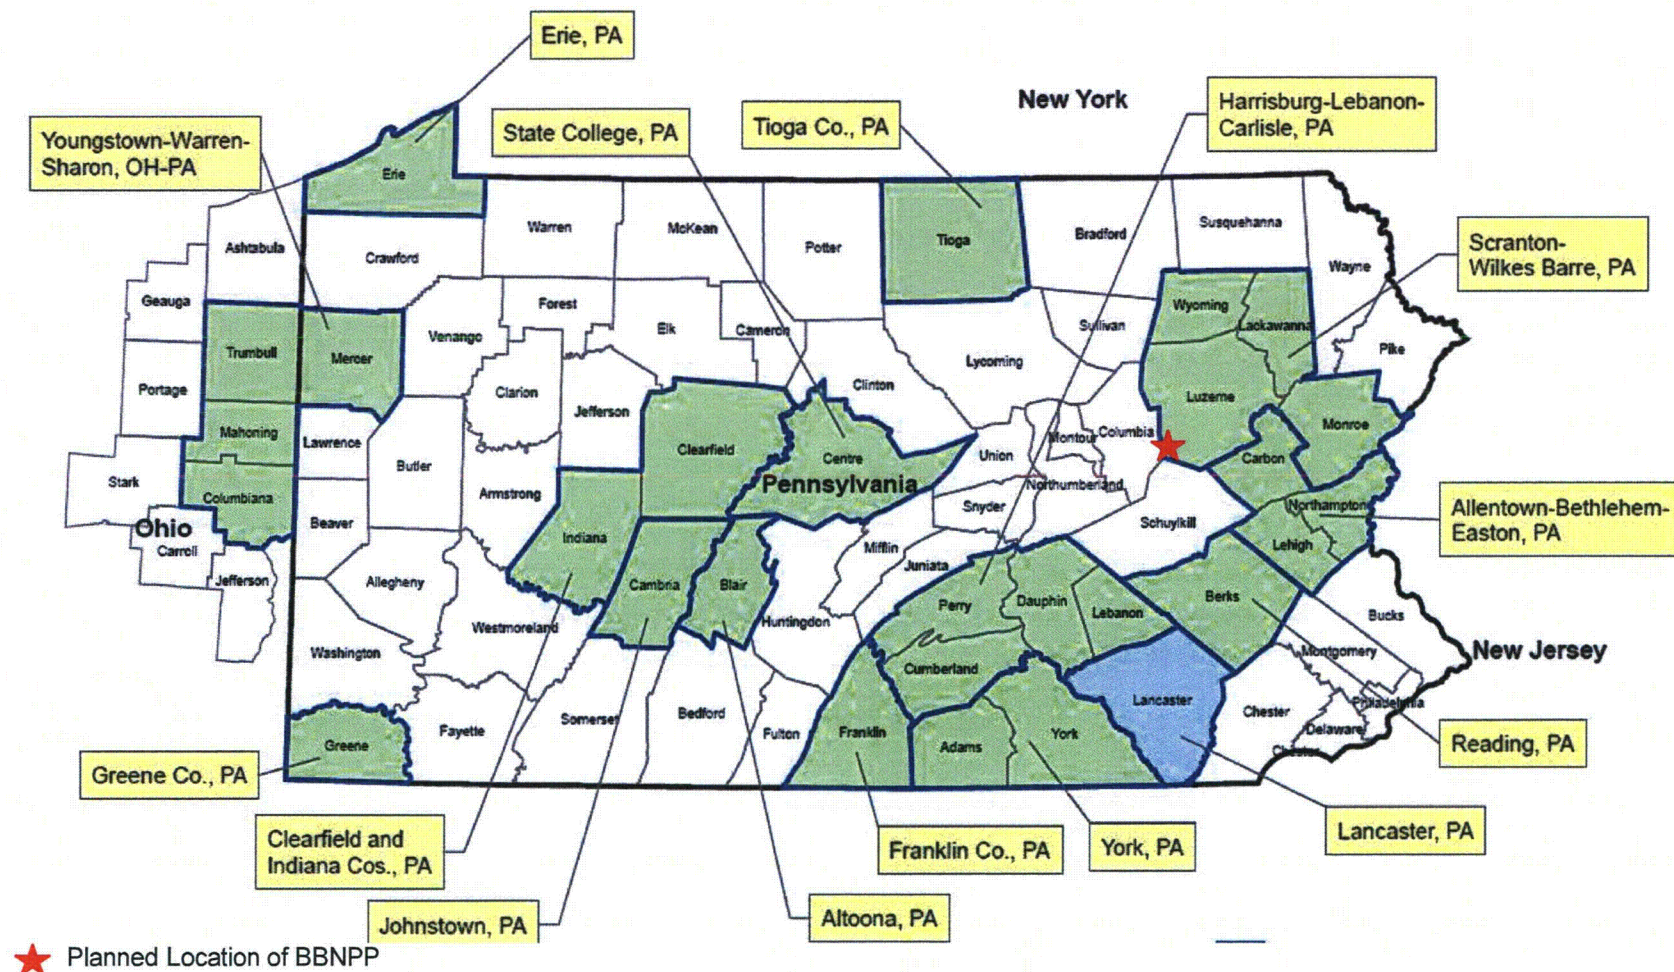 Erie, PA
New York
Harrisburg-Lebanon-
Carlisle, PA
Youngstown-Warren-
Sharon, OH-PA
State College, PA
Tioga Co., PA
Scranton-
Wilkes Barre, PA
Erie
Ashtabula
Crawford
Warren
McKean
Potter
Tioga
Bradford
Susquehanna
Wayne
Geauga
Trumbull
Mercer
Venango
Forest
Elk
Cameron
Sullivan
Wyoming
Lackawanna
Pike
Portage
Clarion
Jefferson
Clinton
Lycoming
Luzerne
Monroe
Mahoning
Lawrence
Butler
Clearfield
Centre
Pennsylvania
Union
Montour
Columbia
Carbon
Stark
Columbiana
Armstrong
Snyder
Northumberland
Northampton
Allentown-Bethlehem-
Easton, PA
Ohio
Carroll
Beaver
Indiana
Mifflin
Juniata
Schuylkill
Lehigh
Jefferson
Allegheny
Cambria
Blair
Perry
Dauphin
Lebanon
Berks
Bucks
Westmoreland
Huntingdon
Washington
Cumberland
Montgomery
New Jersey
Lancaster
Philadelphia
Greene
Fayette
Somerset
Bedford
Fulton
Franklin
Adams
York
Chester
Delaware
Chester
Reading, PA
Greene Co., PA
Clearfield and
Indiana Cos., PA
Franklin Co., PA
York, PA
Lancaster, PA
Johnstown, PA
Altoona, PA
Planned Location of BBNPP